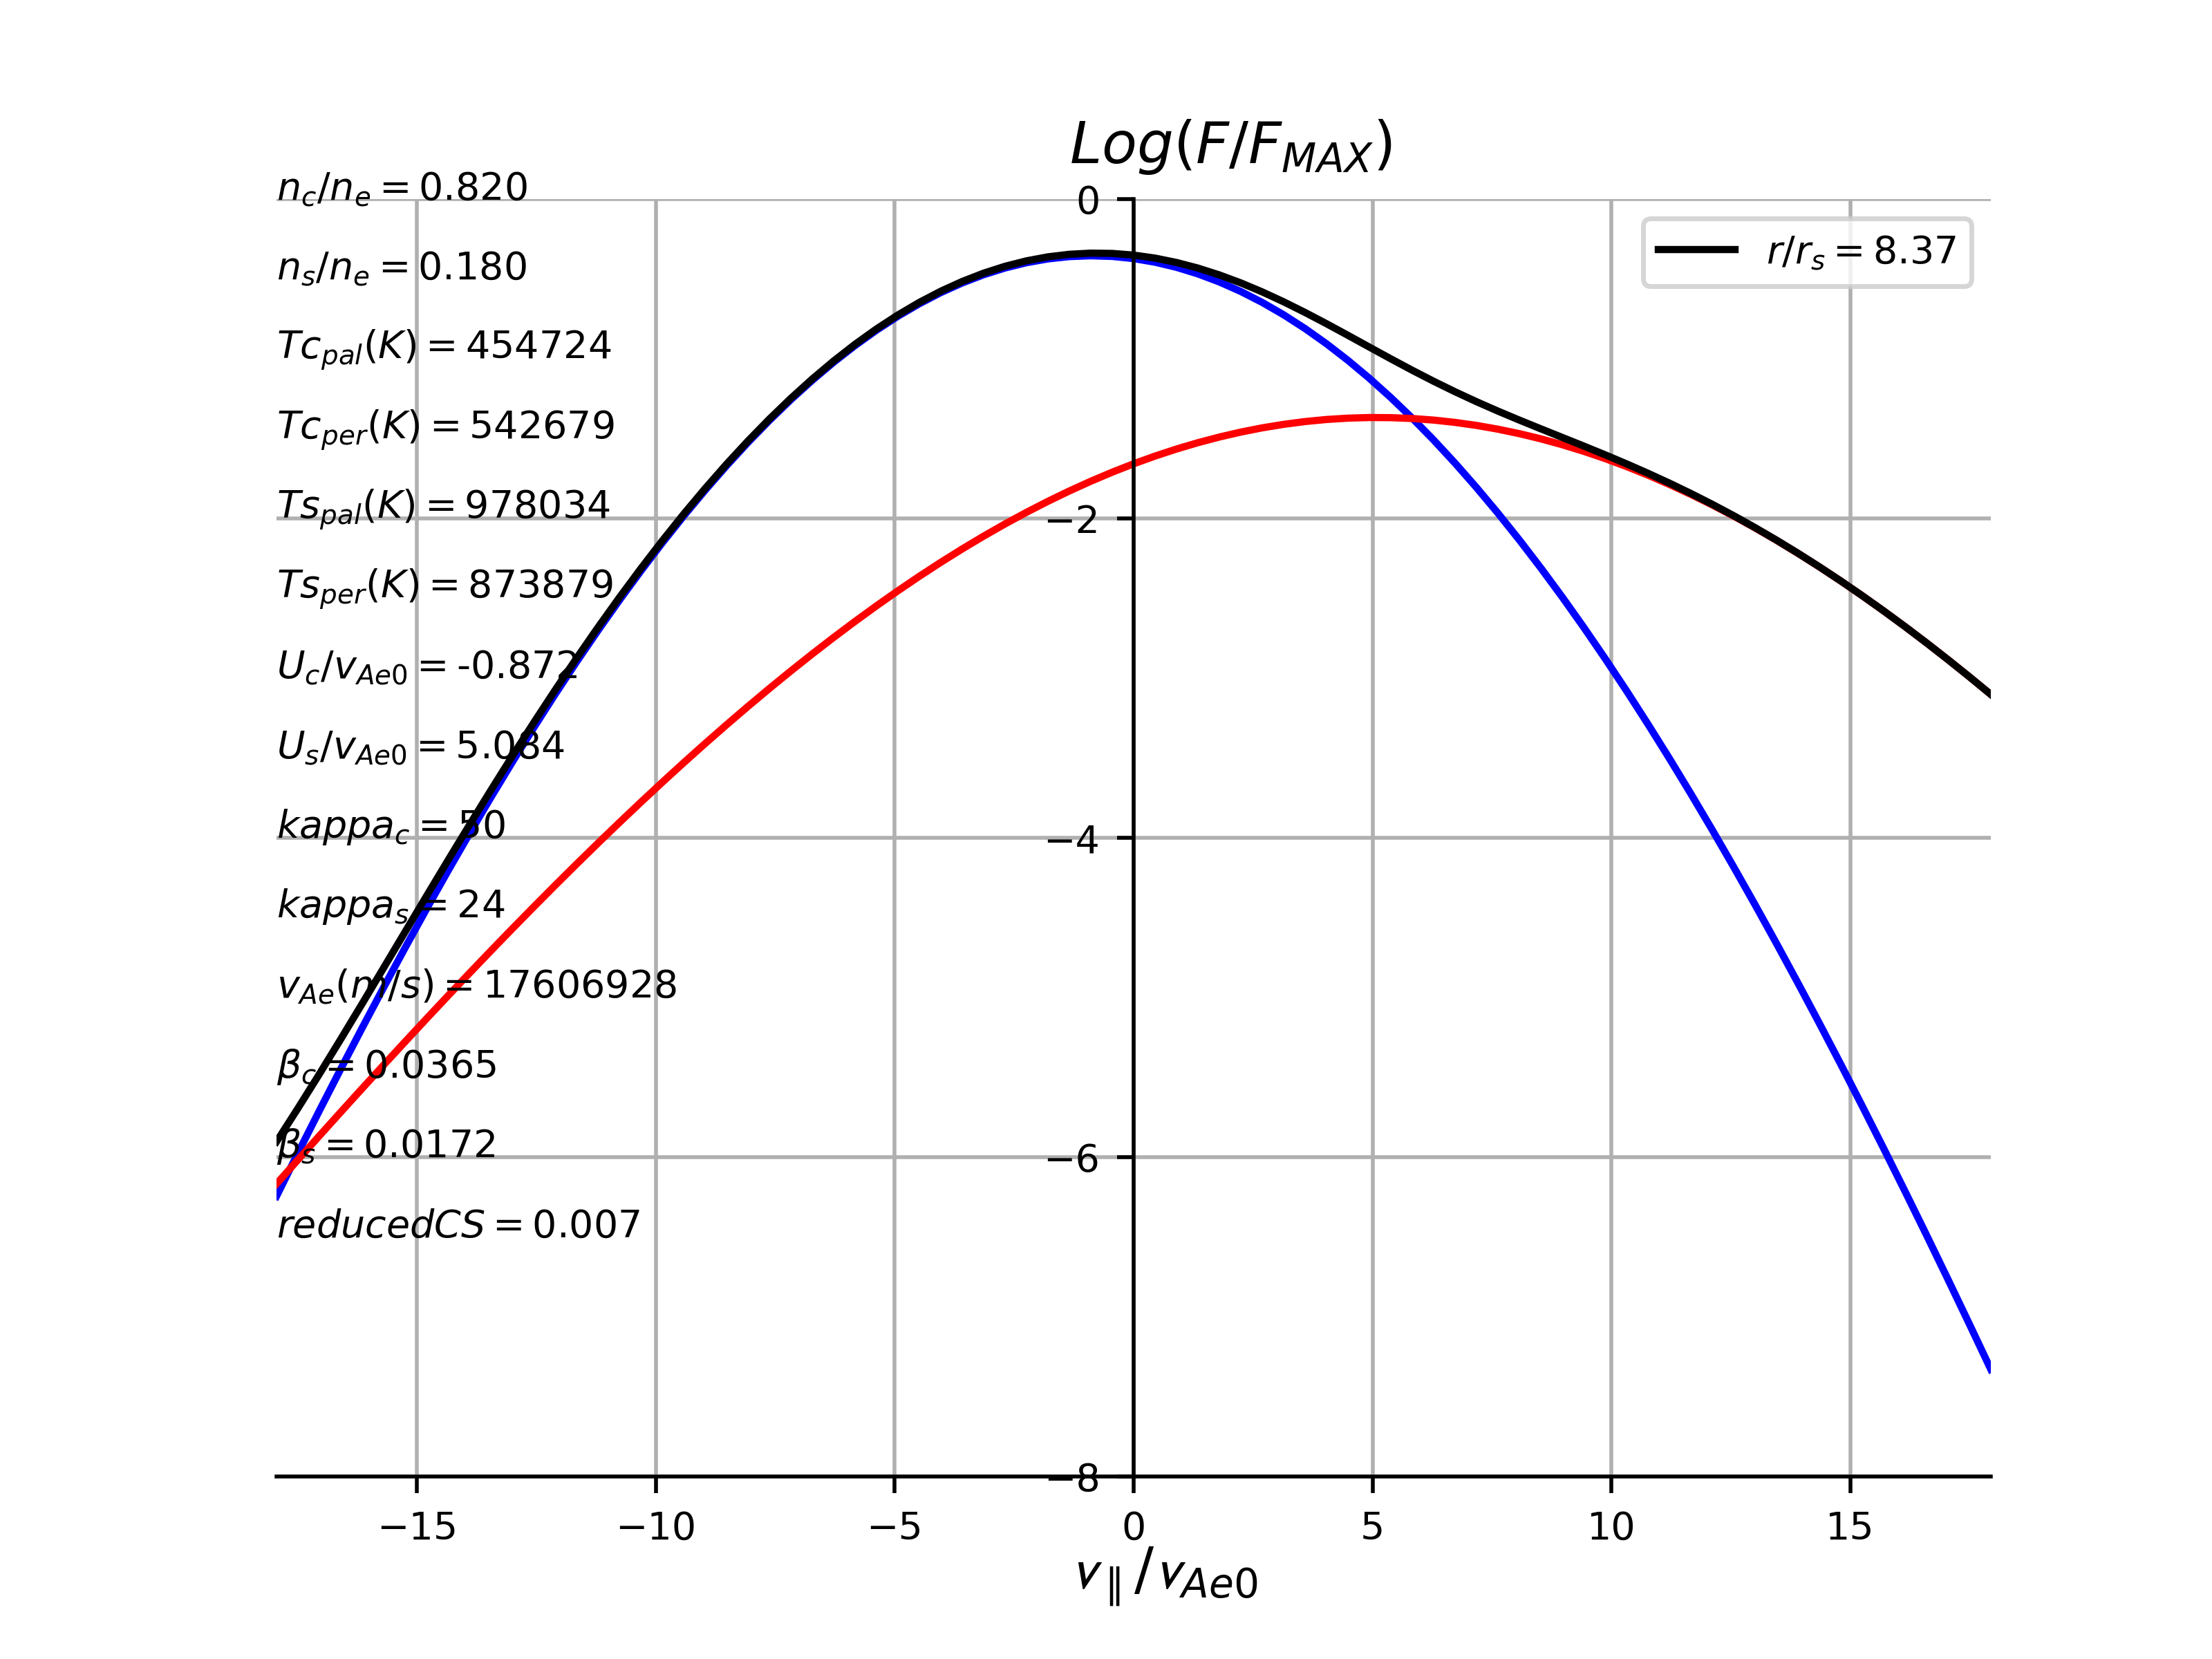 Log(F/F_MAX)
n_c/n_e = 0.820
0
r/r_s = 8.37
n_s/n_e = 0.180
Tc_pal(K) = 454724
Tc_per(K) = 542679
Ts_pal(K) = 978034
−2
Ts_per(K) = 873879
U_c/v_Ae0 = -0.872
U_s/v_Ae0 = 5.084
kappa_c = 50
−4
kappa_s = 24
v_Ae(m/s) = 17606928
β_c = 0.0365
β_s = 0.0172
−6
reducedCS = 0.007
−8
−15 −10 −5 0 5 10 15
v_∥/v_Ae0